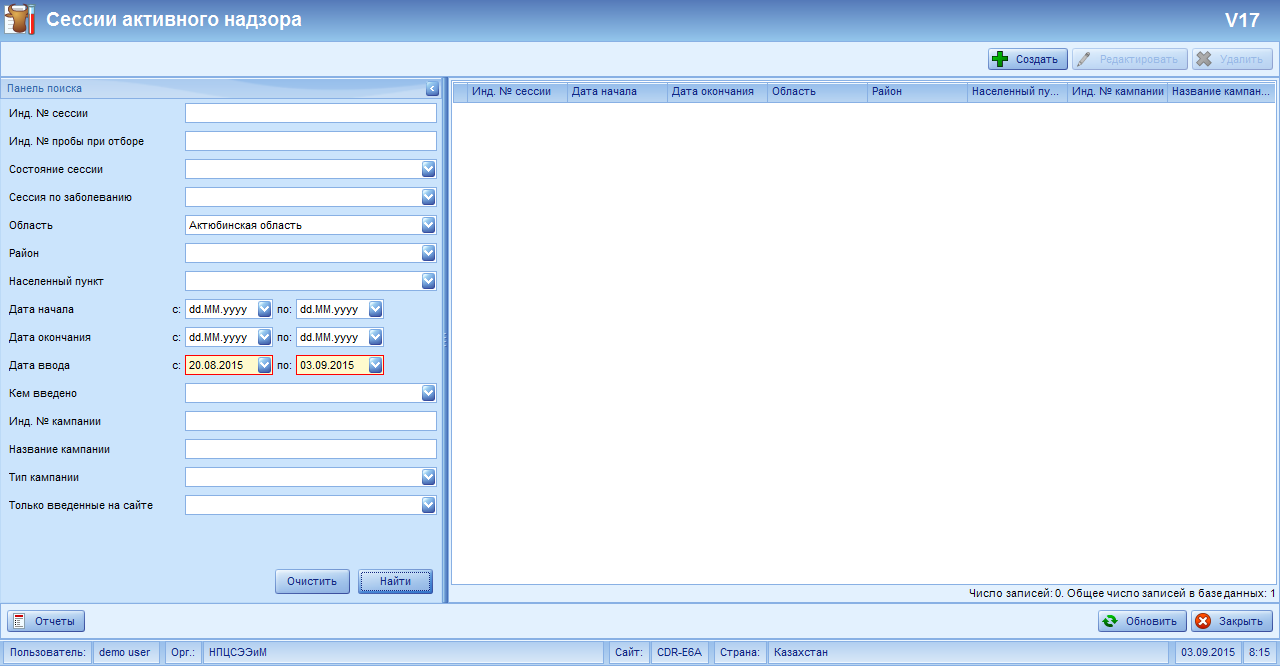 Сессии активного надзора
V17
Создать Редактировать Удалить
Панель поиска
Инд. № сессии Дата начала Дата окончания Область Район Населенный пу... Инд. № кампании Название кампан...
Инд. № сессии
Инд. № пробы при отборе
Состояние сессии
Сессия по заболеванию
Область Актюбинская область
Район
Населенный пункт
Дата начала с: dd.MM.yyyy по: dd.MM.yyyy
Дата окончания с: dd.MM.yyyy по: dd.MM.yyyy
Дата ввода с: 20.08.2015 по: 03.09.2015
Кем введено
Инд. № кампании
Название кампании
Тип кампании
Только введенные на сайте
Очистить Найти
Число записей: 0. Общее число записей в базе данных: 1
Отчеты Обновить Закрыть
Пользователь: demo user Орг.: НПЦСЭЭиМ Сайт: CDR-E6A Страна: Казахстан 03.09.2015 8:15